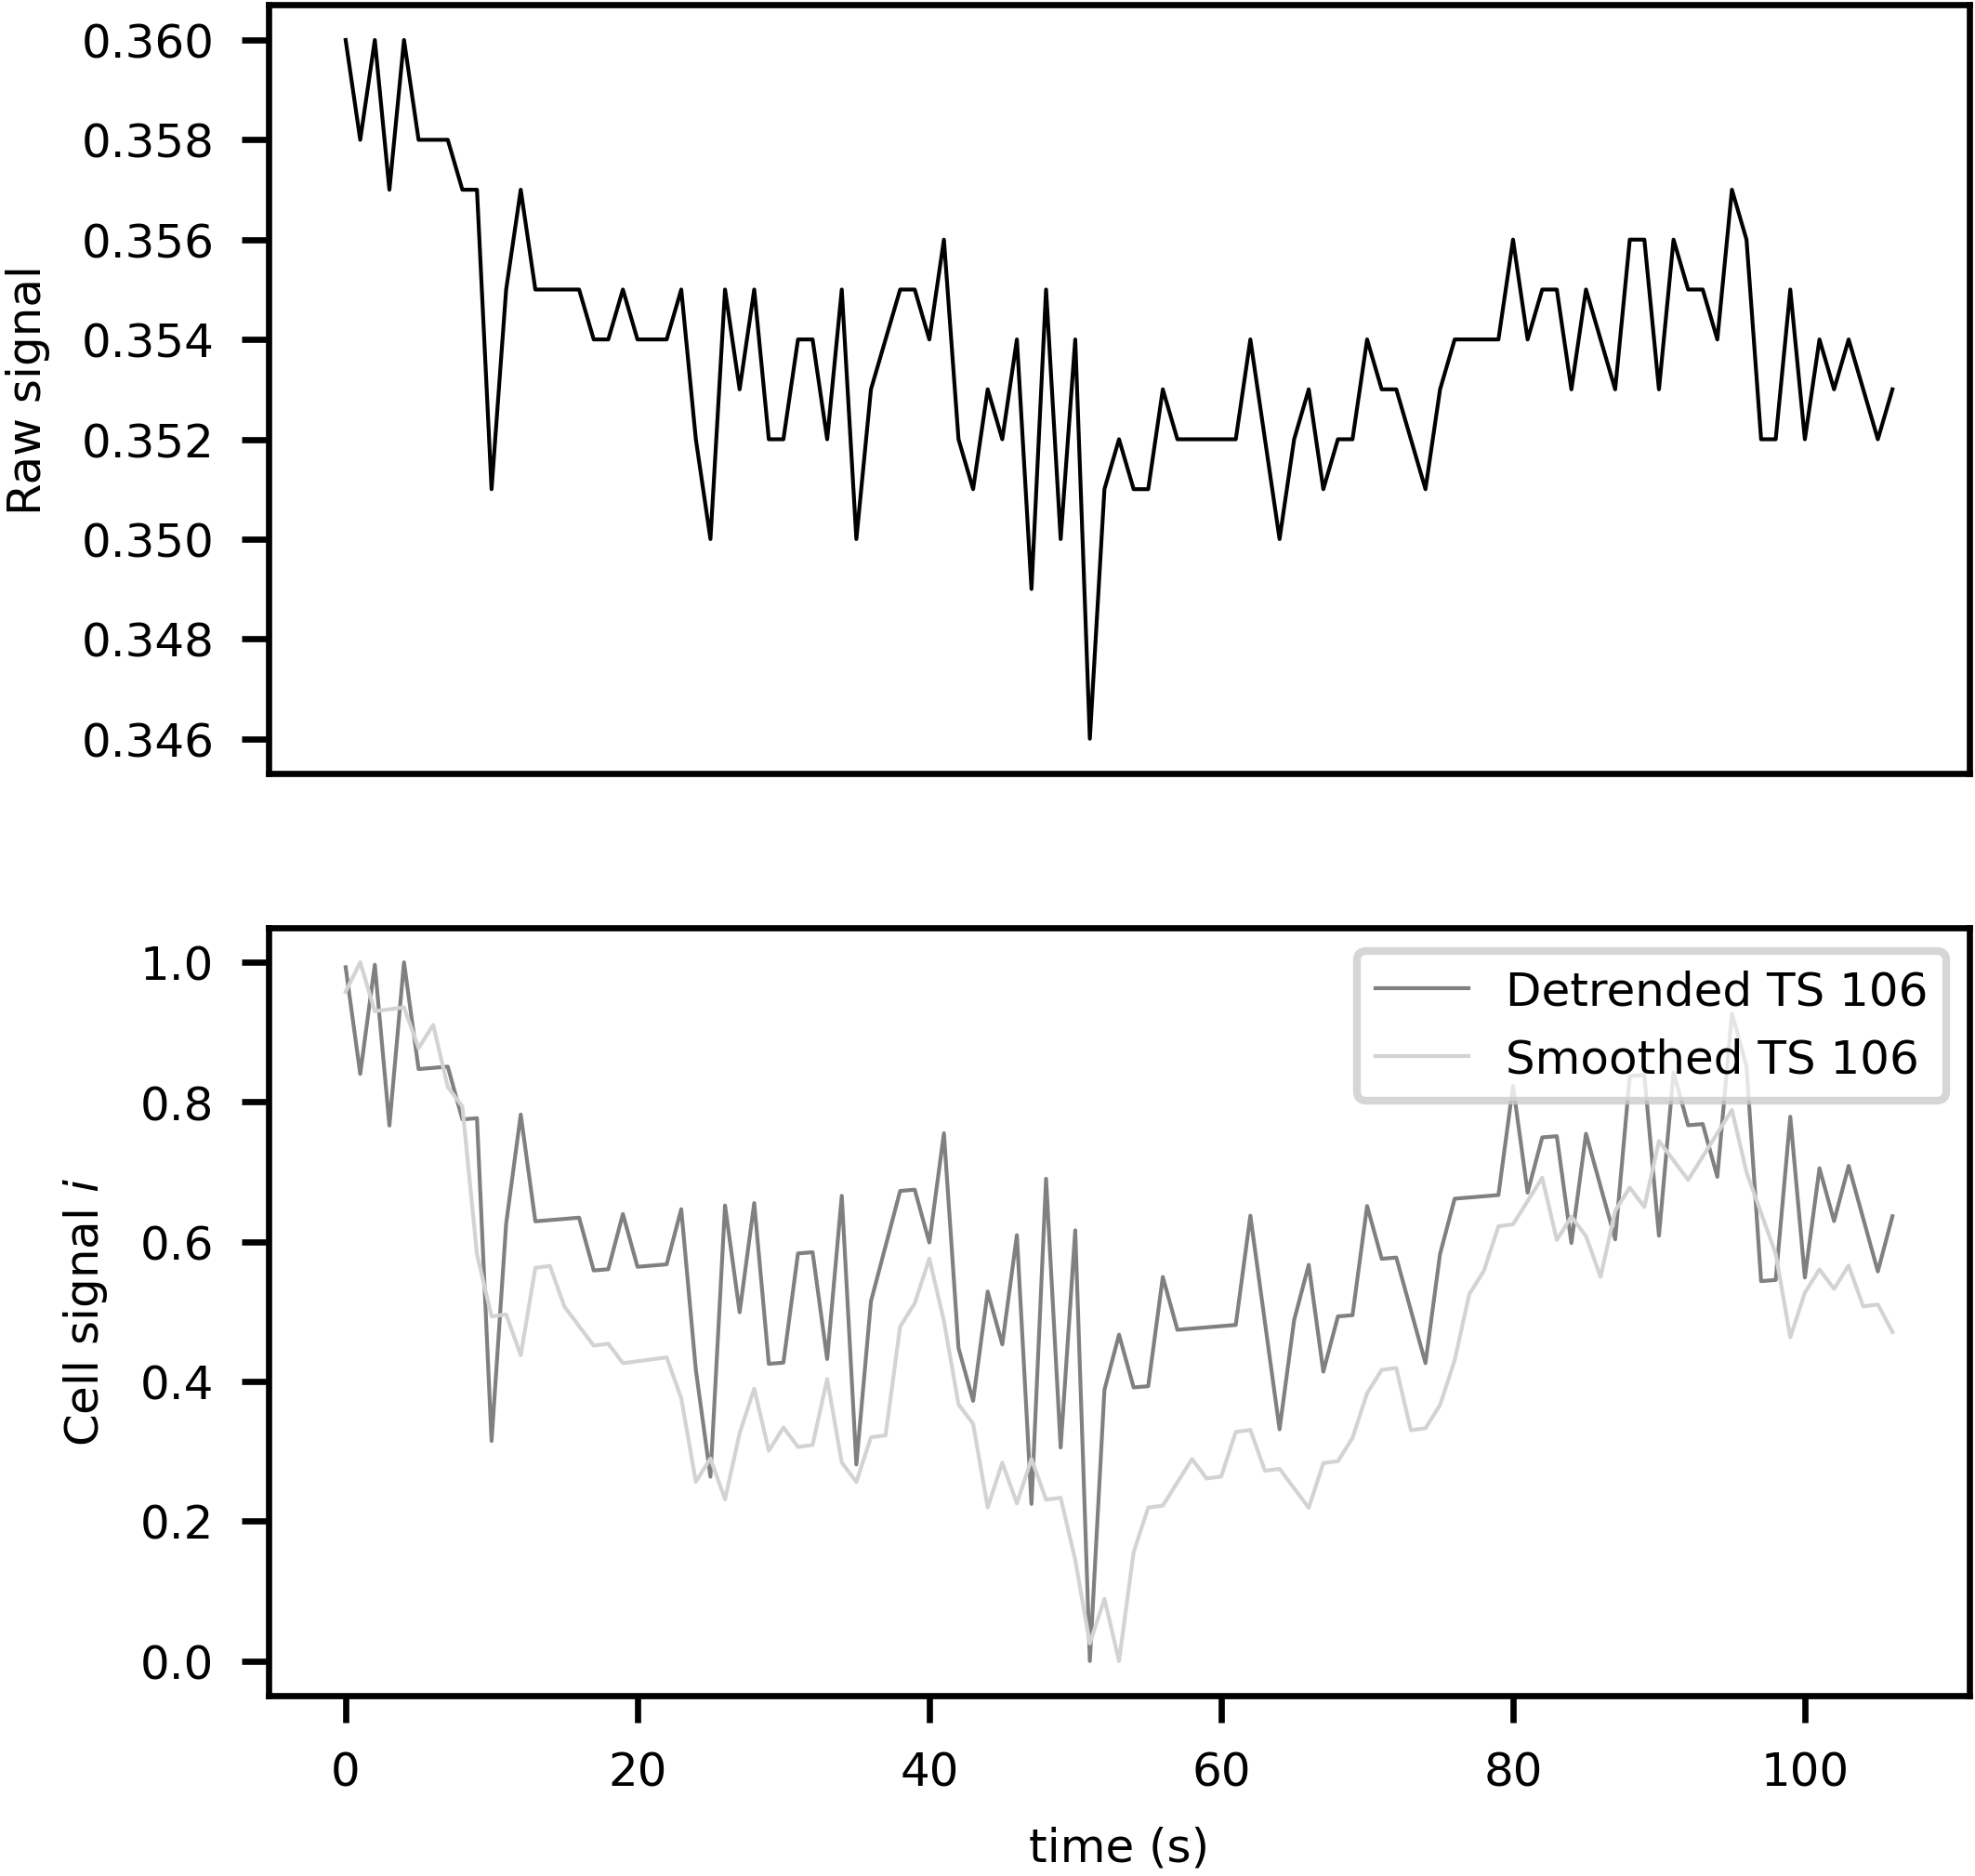 Raw signal
0.360
0.358
0.356
0.354
0.352
0.350
0.348
0.346
Cell signal i
1.0
0.8
0.6
0.4
0.2
0.0
Detrended TS 106
Smoothed TS 106
0 20 40 60 80 100
time (s)